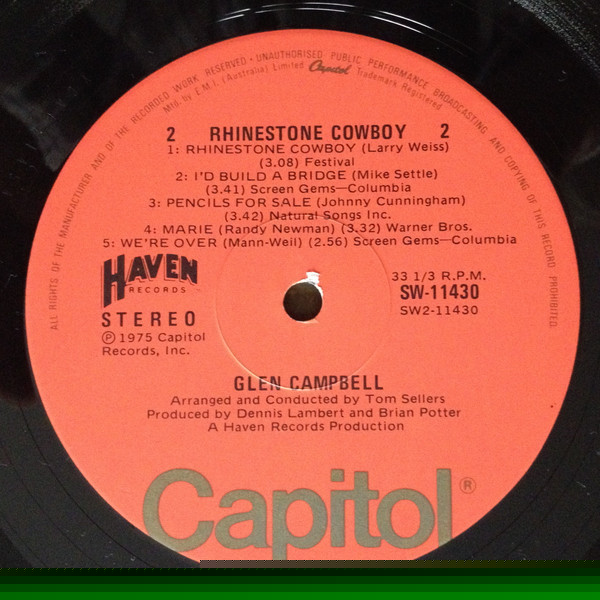 ALL RIGHTS OF THE MANUFACTURER AND OF THE RECORDED WORK RESERVED • UNAUTHORISED PUBLIC PERFORMANCE BROADCASTING AND COPYING OF THIS RECORD PROHIBITED.
Mfg. by E.M.I. (Australia) Limited Capitol Trademark Registered
2 RHINESTONE COWBOY 2
1: RHINESTONE COWBOY (Larry Weiss)
(3.08) Festival
2: I'D BUILD A BRIDGE (Mike Settle)
(3.41) Screen Gems—Columbia
3: PENCILS FOR SALE (Johnny Cunningham)
(3.42) Natural Songs Inc.
4: MARIE (Randy Newman) (3.32) Warner Bros.
5: WE'RE OVER (Mann-Weil) (2.56) Screen Gems—Columbia
HAVEN
RECORDS
33 1/3 R.P.M.
SW-11430
SW2-11430
STEREO
Ⓟ 1975 Capitol
Records, Inc.
GLEN CAMPBELL
Arranged and Conducted by Tom Sellers
Produced by Dennis Lambert and Brian Potter
A Haven Records Production
Capitol®